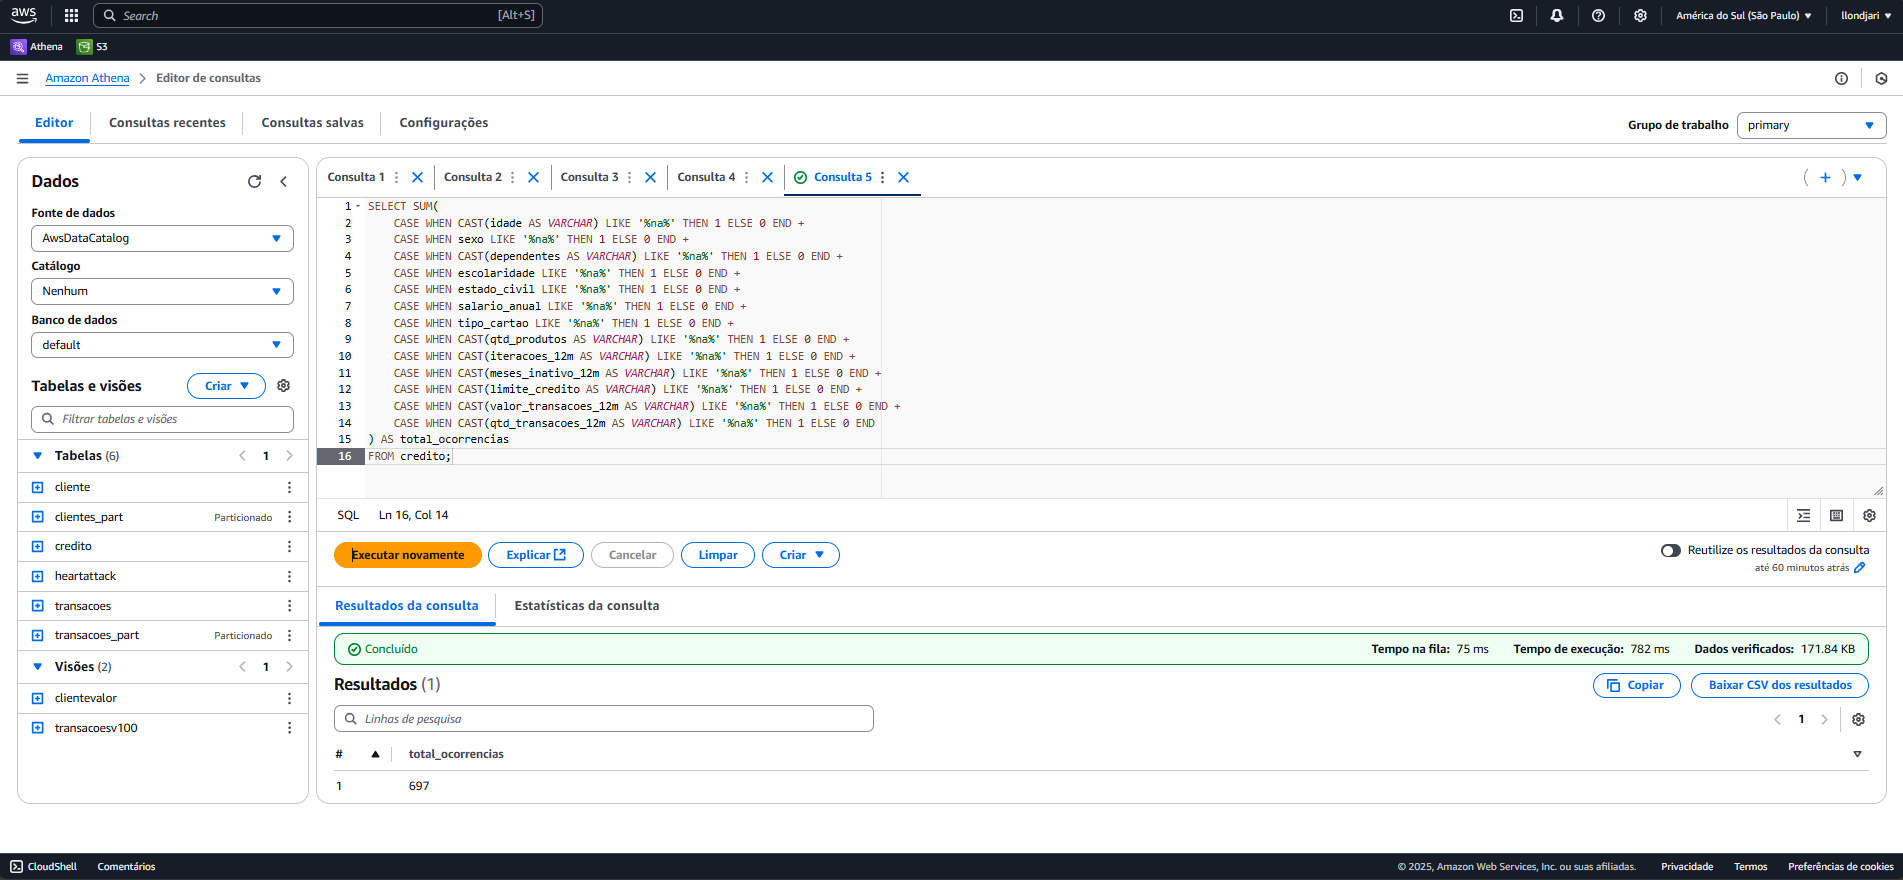 aws
Search
[Alt+S]
América do Sul (São Paulo)
llondjari
Athena
S3
Amazon Athena
Editor de consultas
Editor
Consultas recentes
Consultas salvas
Configurações
Grupo de trabalho
primary
Dados
Fonte de dados
AwsDataCatalog
Catálogo
Nenhum
Banco de dados
default
Tabelas e visões
Criar
Filtrar tabelas e visões
Tabelas (6)
1
cliente
clientes_part
Particionado
credito
heartattack
transacoes
transacoes_part
Particionado
Visões (2)
1
clientevalor
transacoesv100
Consulta 1
Consulta 2
Consulta 3
Consulta 4
Consulta 5
1 SELECT SUM(
2 CASE WHEN CAST(idade AS VARCHAR) LIKE '%na%' THEN 1 ELSE 0 END +
3 CASE WHEN sexo LIKE '%na%' THEN 1 ELSE 0 END +
4 CASE WHEN CAST(dependentes AS VARCHAR) LIKE '%na%' THEN 1 ELSE 0 END +
5 CASE WHEN escolaridade LIKE '%na%' THEN 1 ELSE 0 END +
6 CASE WHEN estado_civil LIKE '%na%' THEN 1 ELSE 0 END +
7 CASE WHEN salario_anual LIKE '%na%' THEN 1 ELSE 0 END +
8 CASE WHEN tipo_cartao LIKE '%na%' THEN 1 ELSE 0 END +
9 CASE WHEN CAST(qtd_produtos AS VARCHAR) LIKE '%na%' THEN 1 ELSE 0 END +
10 CASE WHEN CAST(iteracoes_12m AS VARCHAR) LIKE '%na%' THEN 1 ELSE 0 END +
11 CASE WHEN CAST(meses_inativo_12m AS VARCHAR) LIKE '%na%' THEN 1 ELSE 0 END +
12 CASE WHEN CAST(limite_credito AS VARCHAR) LIKE '%na%' THEN 1 ELSE 0 END +
13 CASE WHEN CAST(valor_transacoes_12m AS VARCHAR) LIKE '%na%' THEN 1 ELSE 0 END +
14 CASE WHEN CAST(qtd_transacoes_12m AS VARCHAR) LIKE '%na%' THEN 1 ELSE 0 END
15 ) AS total_ocorrencias
16 FROM credito;
SQL
Ln 16, Col 14
Executar novamente
Explicar
Cancelar
Limpar
Criar
Reutilize os resultados da consulta
até 60 minutos atrás
Resultados da consulta
Estatísticas da consulta
Concluído
Tempo na fila: 75 ms
Tempo de execução: 782 ms
Dados verificados: 171.84 KB
Resultados (1)
Copiar
Baixar CSV dos resultados
Linhas de pesquisa
1
# total_ocorrencias
1 697
CloudShell
Comentários
© 2025, Amazon Web Services, Inc. ou suas afiliadas.
Privacidade
Termos
Preferências de cookies